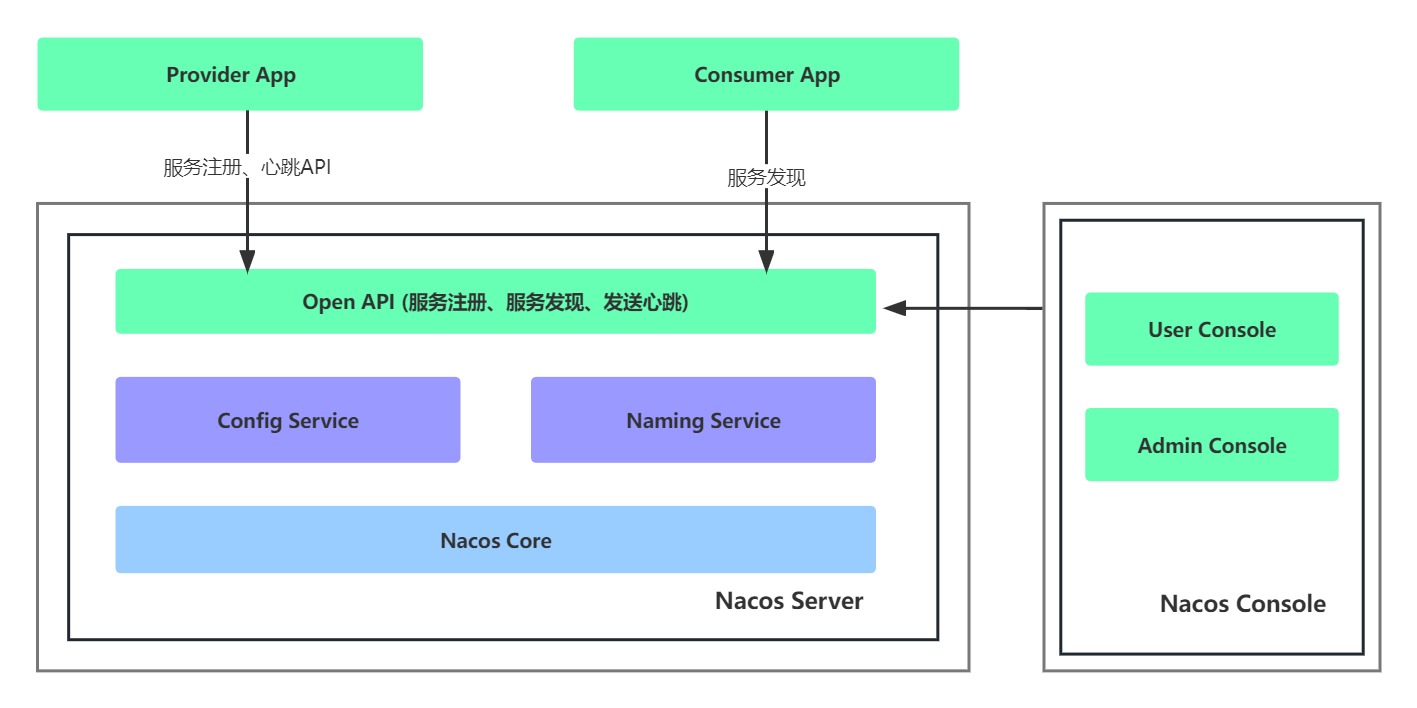 Provider App
Consumer App
服务注册、心跳API
服务发现
Open API (服务注册、服务发现、发送心跳)
User Console
Config Service
Naming Service
Admin Console
Nacos Core
Nacos Server
Nacos Console